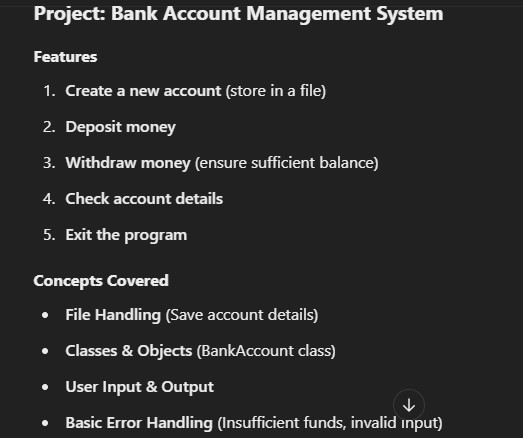 Project: Bank Account Management System
Features
1. Create a new account (store in a file)
2. Deposit money
3. Withdraw money (ensure sufficient balance)
4. Check account details
5. Exit the program
Concepts Covered
• File Handling (Save account details)
• Classes & Objects (BankAccount class)
• User Input & Output
• Basic Error Handling (Insufficient funds, invalid input)